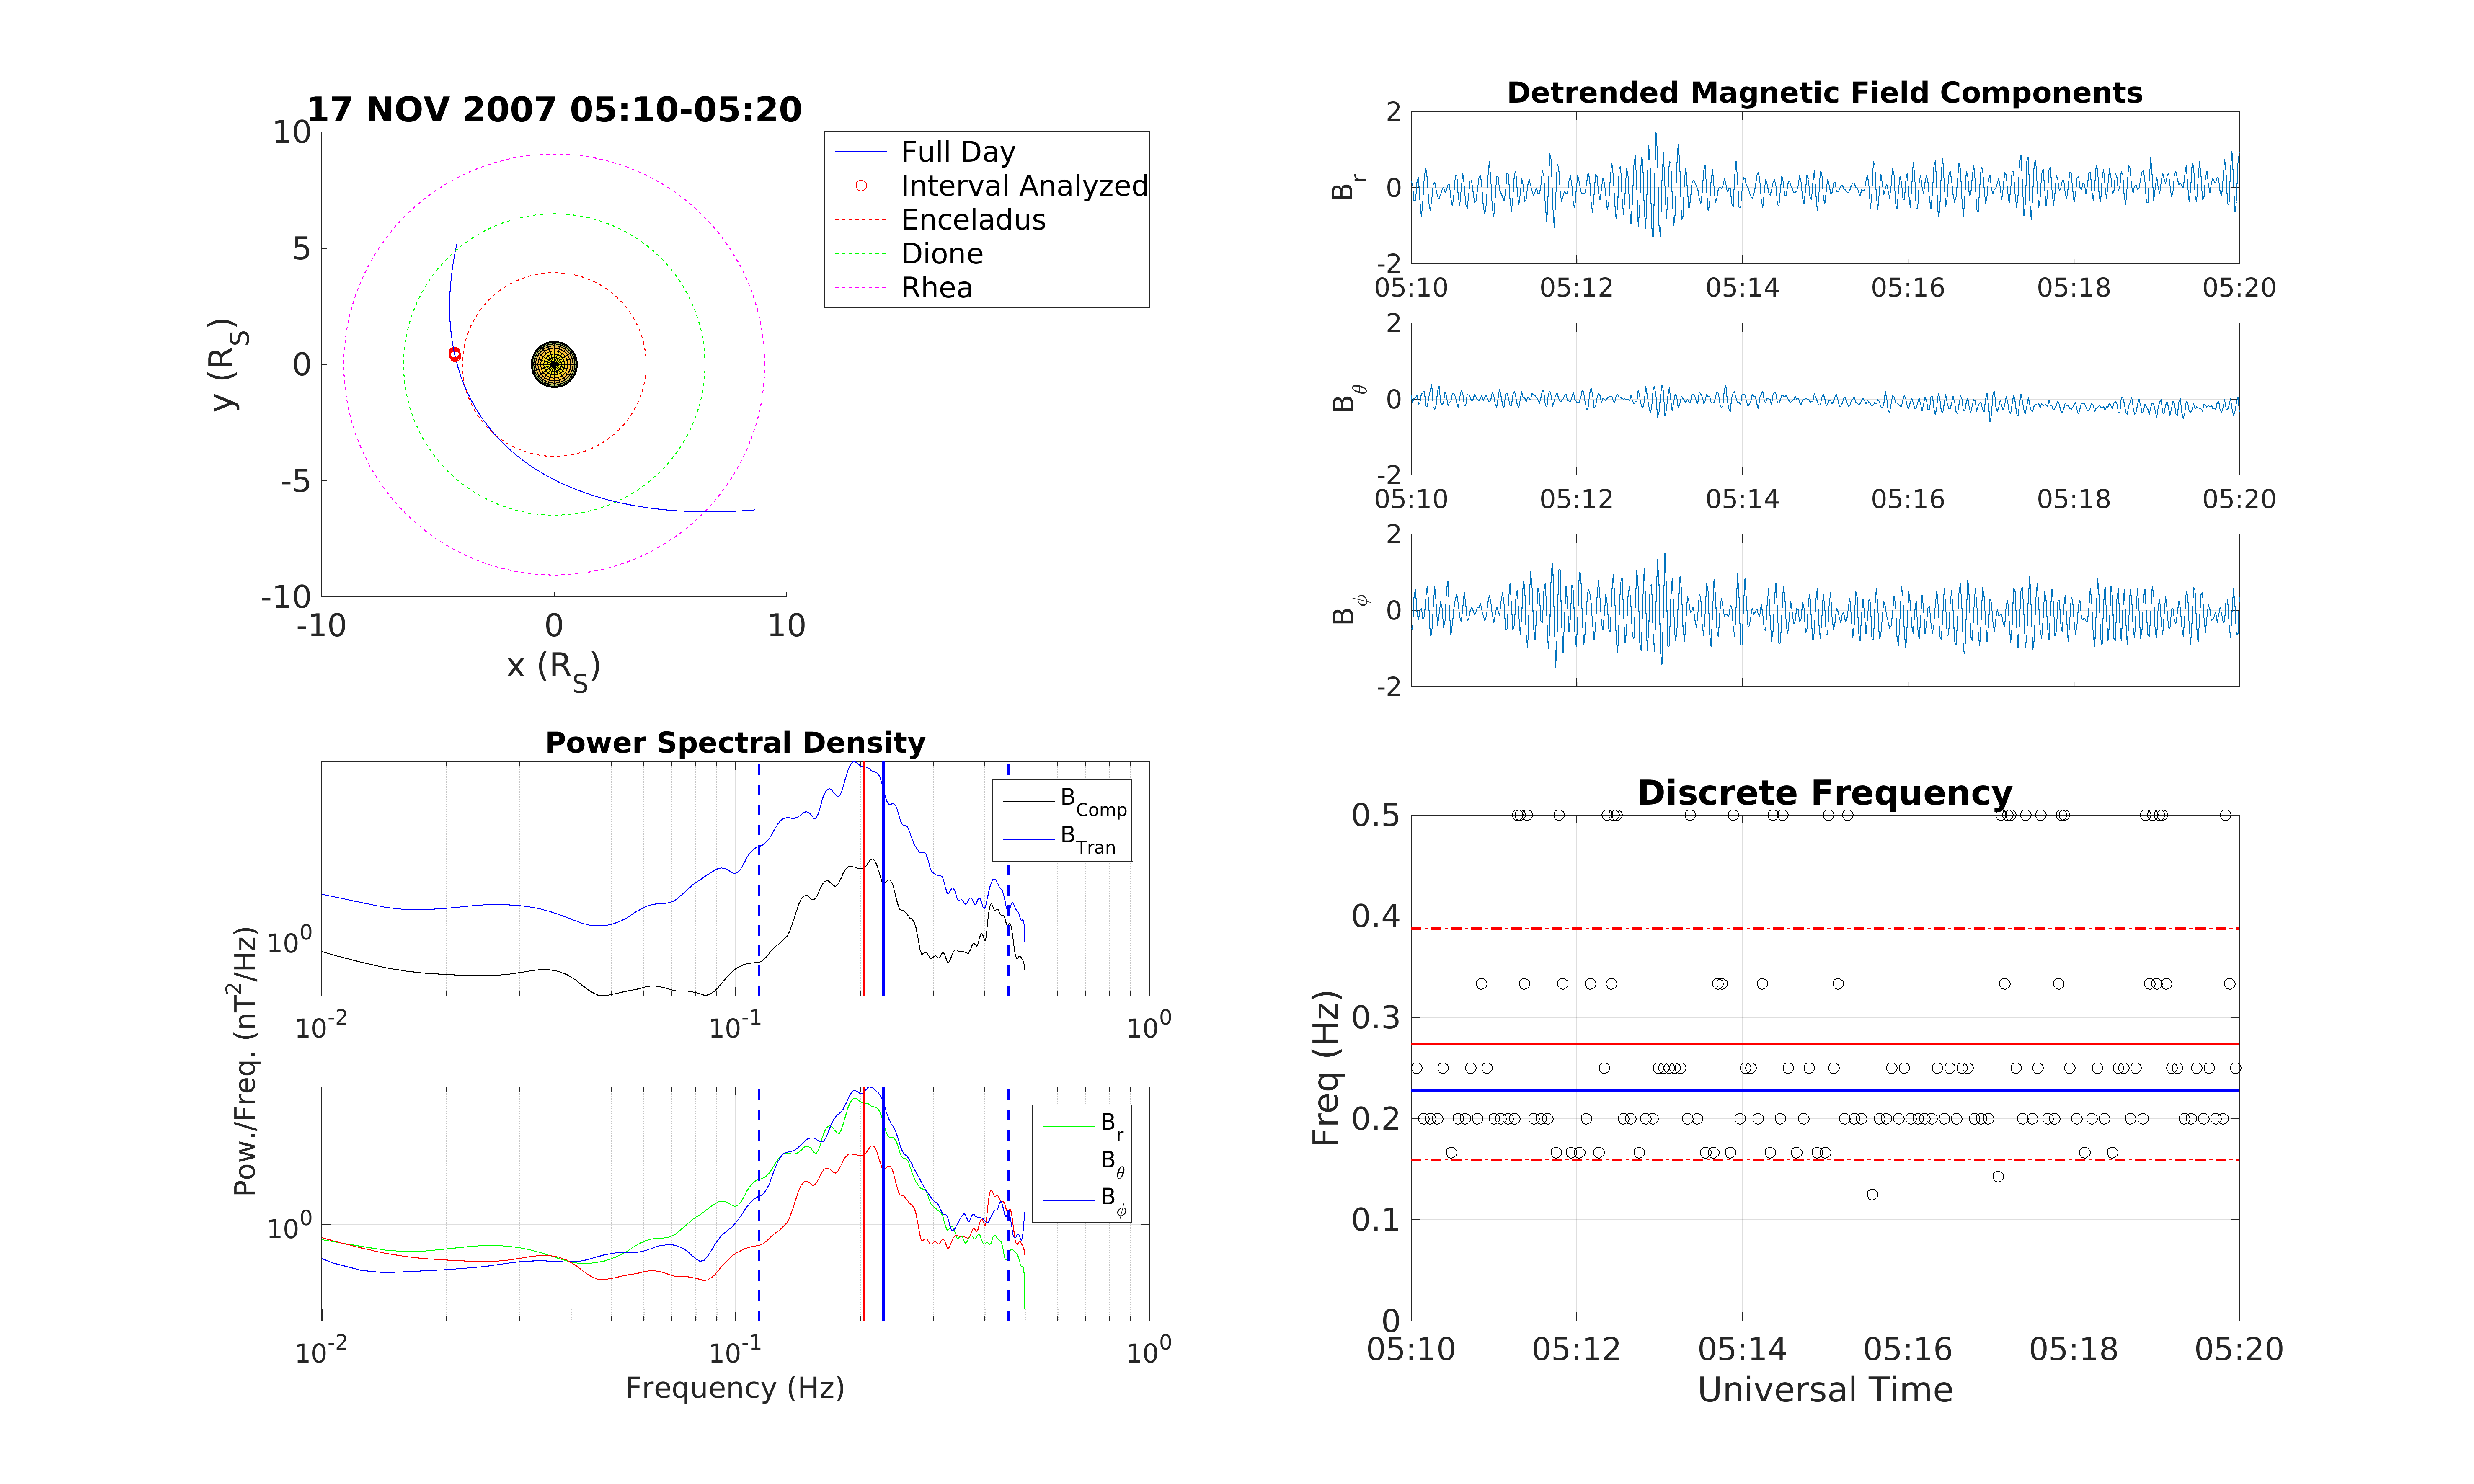 17 NOV 2007 05:10-05:20
10
5
0
-5
-10
-10
0
10
y (R_S)
x (R_S)
Full Day
Interval Analyzed
Enceladus
Dione
Rhea
Detrended Magnetic Field Components
B_r
2
0
-2
05:10 05:12 05:14 05:16 05:18 05:20
B_θ
2
0
-2
05:10 05:12 05:14 05:16 05:18 05:20
B_ϕ
2
0
-2
Power Spectral Density
B_Comp
B_Tran
10^0
10^-2 10^-1 10^0
Pow./Freq. (nT^2/Hz)
B_r
B_θ
B_ϕ
10^0
10^-2 10^-1 10^0
Frequency (Hz)
Discrete Frequency
0.5
0.4
0.3
0.2
0.1
0
Freq (Hz)
05:10 05:12 05:14 05:16 05:18 05:20
Universal Time